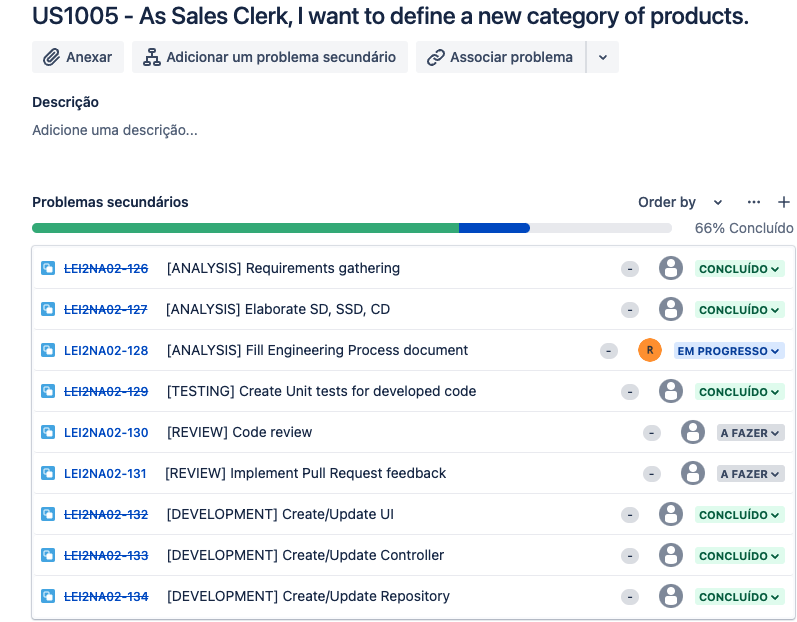 US1005 - As Sales Clerk, I want to define a new category of products.
Anexar Adicionar um problema secundário Associar problema
Descrição
Adicione uma descrição...
Problemas secundários Order by
66% Concluído
LEI2NA02-126 [ANALYSIS] Requirements gathering - CONCLUÍDO
LEI2NA02-127 [ANALYSIS] Elaborate SD, SSD, CD - CONCLUÍDO
LEI2NA02-128 [ANALYSIS] Fill Engineering Process document - R EM PROGRESSO
LEI2NA02-129 [TESTING] Create Unit tests for developed code - CONCLUÍDO
LEI2NA02-130 [REVIEW] Code review - A FAZER
LEI2NA02-131 [REVIEW] Implement Pull Request feedback - A FAZER
LEI2NA02-132 [DEVELOPMENT] Create/Update UI - CONCLUÍDO
LEI2NA02-133 [DEVELOPMENT] Create/Update Controller - CONCLUÍDO
LEI2NA02-134 [DEVELOPMENT] Create/Update Repository - CONCLUÍDO